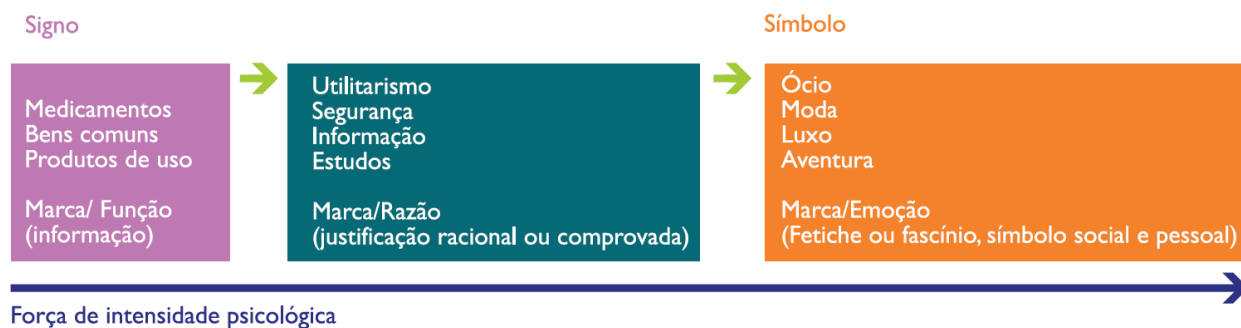 Signo
Símbolo
Medicamentos
Bens comuns
Produtos de uso
Marca/ Função
(informação)
Utilitarismo
Segurança
Informação
Estudos
Marca/Razão
(justificação racional ou comprovada)
Ócio
Moda
Luxo
Aventura
Marca/Emoção
(Fetiche ou fascínio, símbolo social e pessoal)
Força de intensidade psicológica